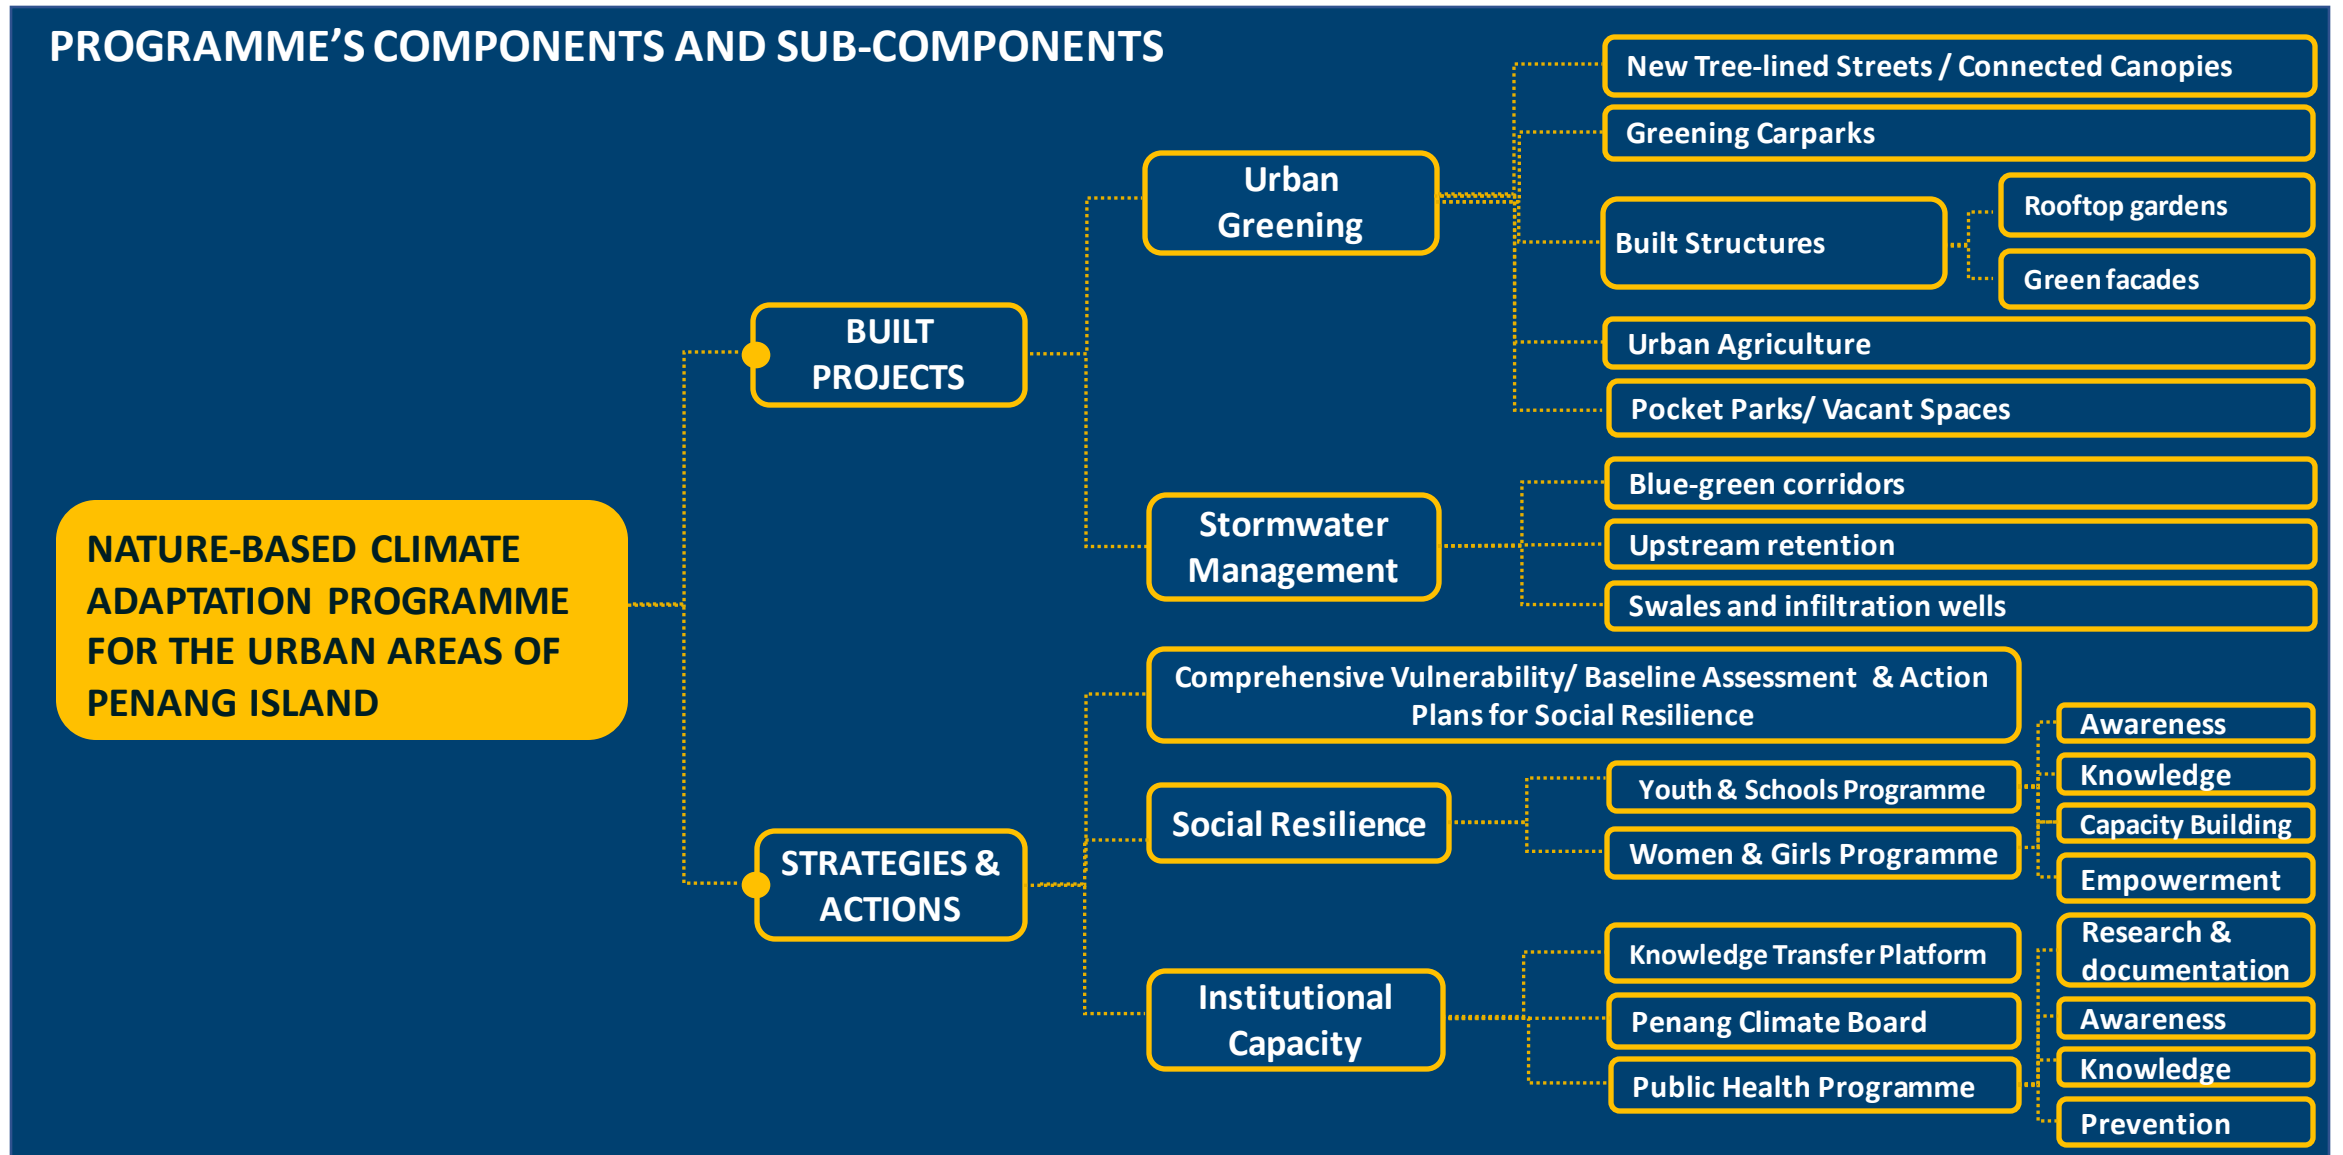 PROGRAMME’S COMPONENTS AND SUB-COMPONENTS
NATURE-BASED CLIMATE
ADAPTATION PROGRAMME
FOR THE URBAN AREAS OF
PENANG ISLAND
BUILT
PROJECTS
Urban
Greening
New Tree-lined Streets / Connected Canopies
Greening Carparks
Built Structures
Rooftop gardens
Green facades
Urban Agriculture
Pocket Parks/ Vacant Spaces
Stormwater
Management
Blue-green corridors
Upstream retention
Swales and infiltration wells
STRATEGIES &
ACTIONS
Comprehensive Vulnerability/ Baseline Assessment & Action
Plans for Social Resilience
Social Resilience
Youth & Schools Programme
Women & Girls Programme
Awareness
Knowledge
Capacity Building
Empowerment
Institutional
Capacity
Knowledge Transfer Platform
Penang Climate Board
Public Health Programme
Research &
documentation
Awareness
Knowledge
Prevention